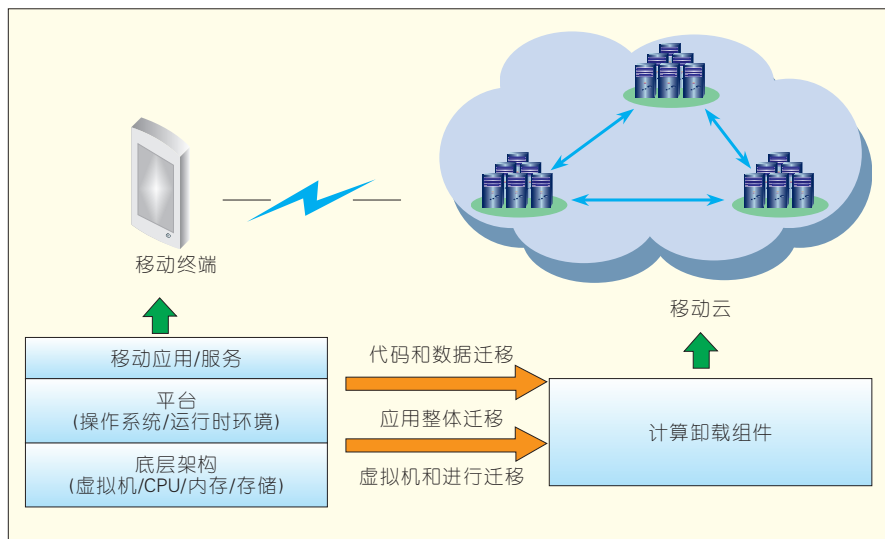 移动终端
移动云
移动应用/服务
平台
(操作系统/运行时环境)
底层架构
(虚拟机/CPU/内存/存储)
代码和数据迁移
应用整体迁移
虚拟机和进行迁移
计算卸载组件